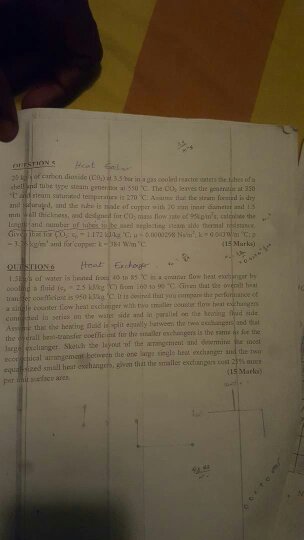 QUESTION 5 Heat
20 kg/s of carbon dioxide (CO2) at 3.5 bar in a gas cooled reactor enters the tubes of a
shell and tube type steam generator at 550 °C. The CO2 leaves the generator at 350
°C and steam saturated temperature is 270 °C. Assume that the steam formed is dry
and saturated, and the tube is made of copper with 20 mm inner diameter and 1.5
mm wall thickness, and designed for CO2 mass flow rate of 95kg/m²s, calculate the
length and number of tubes to be used neglecting steam side thermal resistance.
Given that for CO2: cp = 1.172 kJ/kg °C; u = 0.0000298 Ns/m², k = 0.043W/m °C; p
= 3.26 kg/m³ and for copper: k = 384 W/m °C (15 Marks)
QUESTION 6 Heat Exchanger
kg/s of water is heated from 40 to 85 °C in a counter flow heat exchanger by
cooling a fluid (cp = 2.5 kJ/kg °C) from 160 to 90 °C. Given that the overall heat
transfer coefficient is 950 kJ/kg °C. It is desired that you compare the performance of
a single counter flow heat exchanger with two smaller counter flow heat exchangers
connected in series on the water side and in parallel on the heating fluid side.
Assume that the heating fluid is split equally between the two exchangers and that
the overall heat-transfer coefficient for the smaller exchangers is the same as for the
large exchanger. Sketch the layout of the arrangement and determine the most
economical arrangement between the one large single heat exchanger and the two
equal sized small heat exchangers, given that the smaller exchangers cost 25% more
per unit surface area. (15 Marks)